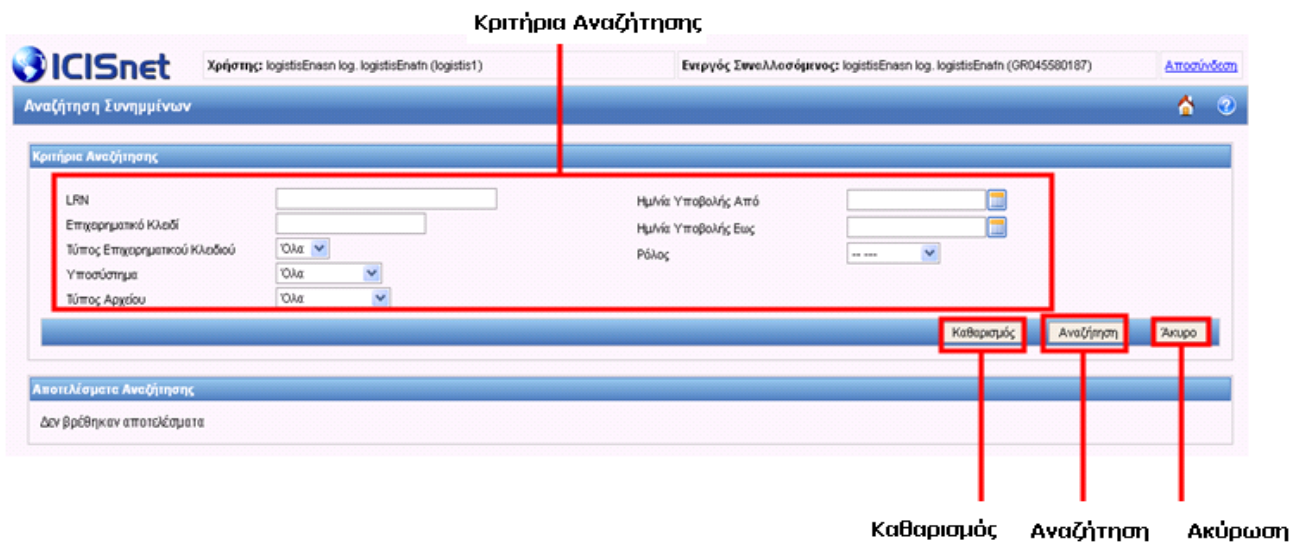 Κριτήρια Αναζήτησης
ICISnet Χρήστης: logistisEnasn log. logistisEnatn (logistis1) Ενεργός Συναλλασόμενος: logistisEnasn log. logistisEnatn (GR045580187) Αποσύνδεση
Αναζήτηση Συνημμένων
Κριτήρια Αναζήτησης
LRN Ημ/νία Υποβολής Από
Επιχειρηματικό Κλειδί Ημ/νία Υποβολής Εως
Τύπος Επιχειρηματικού Κλειδιού Όλα Ρόλος -- ---
Υποσύστημα Όλα
Τύπος Αρχείου Όλα
Καθαρισμός Αναζήτηση Άκυρο
Αποτελέσματα Αναζήτησης
Δεν βρέθηκαν αποτελέσματα
Καθαρισμός Αναζήτηση Ακύρωση